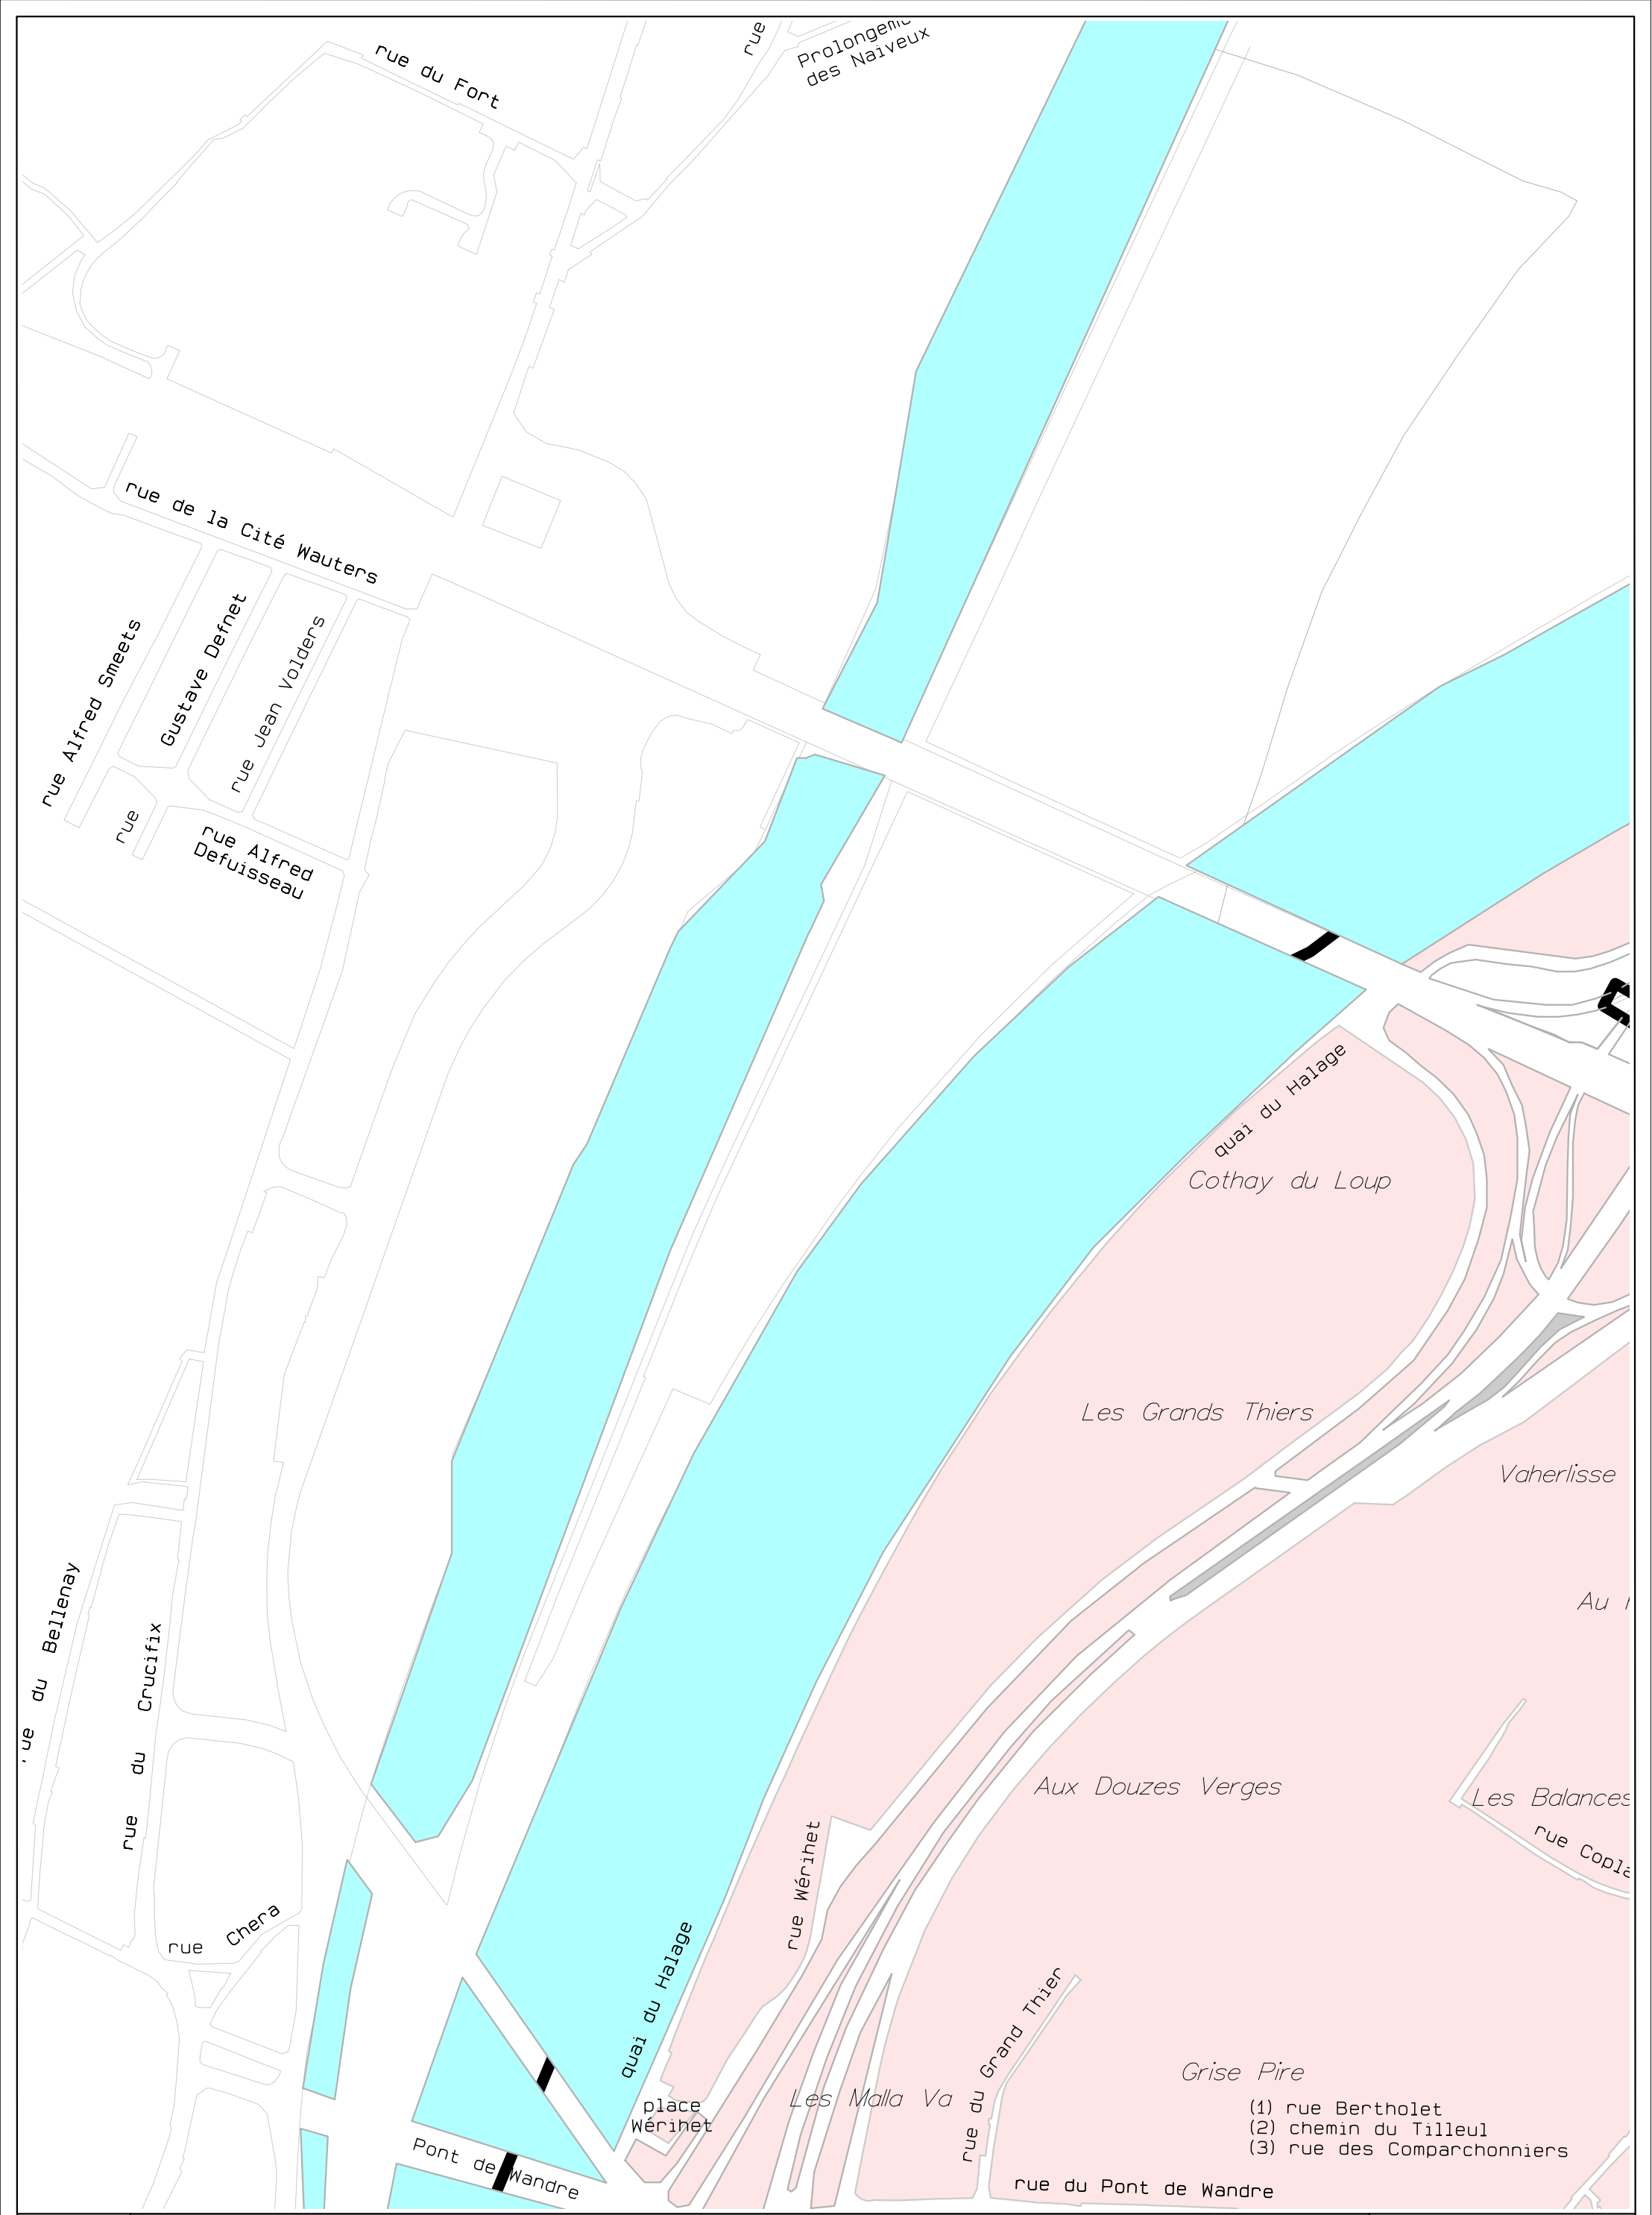 rue du Fort
rue
des Naiveux
rue de la Cité Wauters
rue Alfred Smeets
Gustave Defnet
rue Jean Volders
rue
rue Alfred
Defuisseau
quai du Halage
Cothay du Loup
Les Grands Thiers
Vaherlisse
Au
rue du Bellenay
rue du Crucifix
Aux Douzes Verges
Les Balances
rue
rue Wérihet
rue Chera
quai du Halage
rue du Grand Thier
Grise Pire
Les Malla Va
place
Wérihet
(1) rue Bertholet
(2) chemin du Tilleul
(3) rue des Comparchonniers
Pont de Wandre
rue du Pont de Wandre